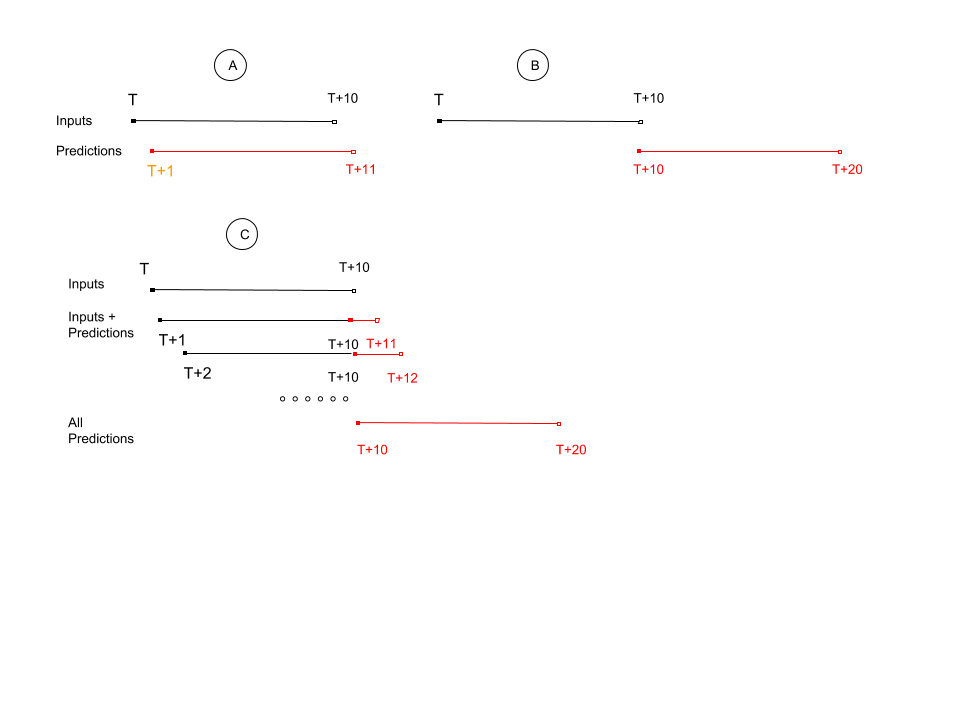 A
B
T
T+10
T
T+10
Inputs
Predictions
T+1
T+11
T+10
T+20
C
T
T+10
Inputs
Inputs +
Predictions
T+1
T+10
T+11
T+2
T+10
T+12
All
Predictions
T+10
T+20